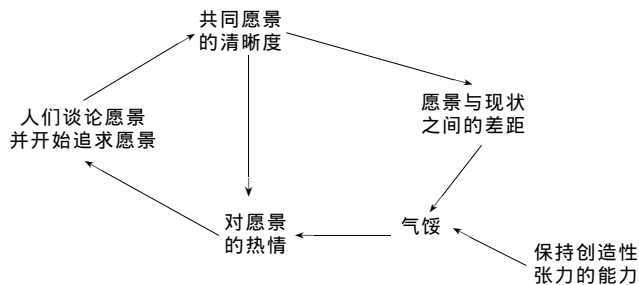 共同愿景
的清晰度
人们谈论愿景
并开始追求愿景
愿景与现状
之间的差距
对愿景
的热情
气馁
保持创造性
张力的能力